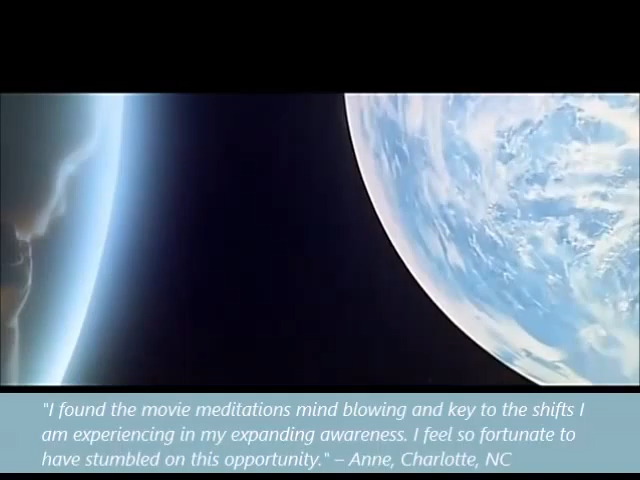 "I found the movie meditations mind blowing and key to the shifts I
am experiencing in my expanding awareness. I feel so fortunate to
have stumbled on this opportunity." – Anne, Charlotte, NC